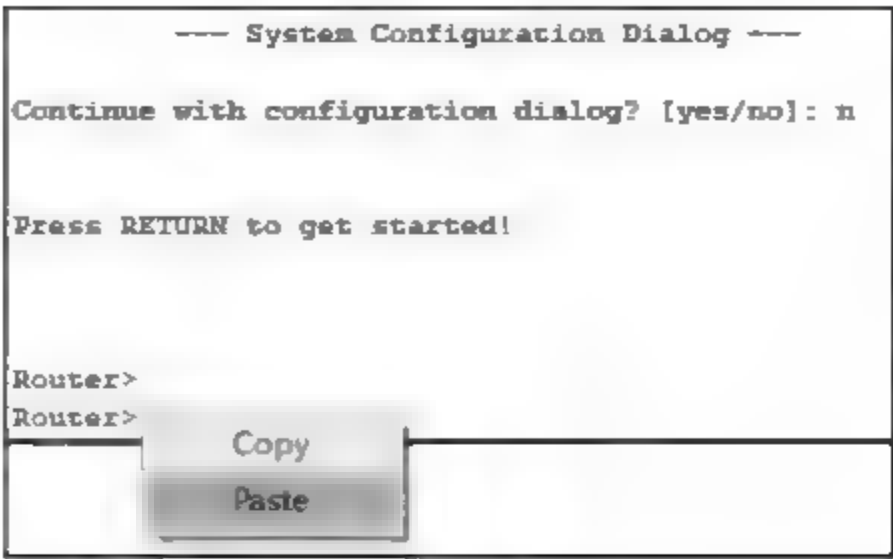 --- System Configuration Dialog ---
Continue with configuration dialog? [yes/no]: n
Press RETURN to get started!
Router>
Router>
Copy
Paste